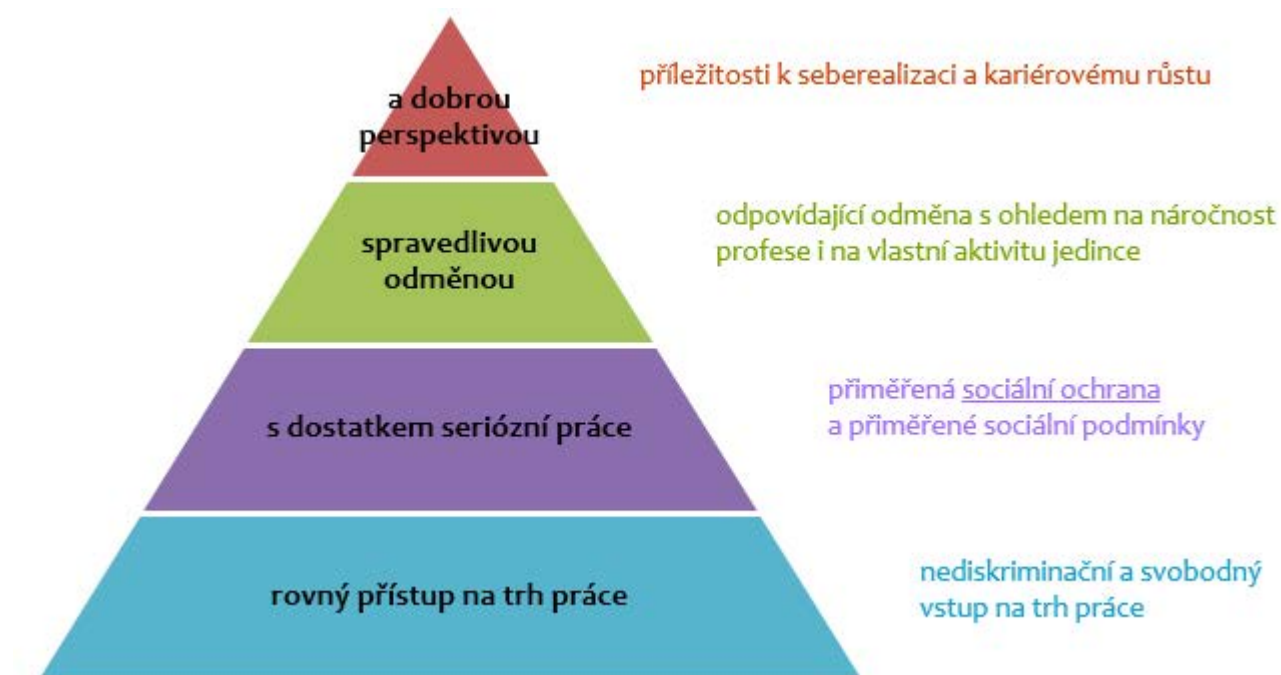 a dobrou
perspektivou
příležitosti k seberealizaci a kariérovému růstu
spravedlivou
odměnou
odpovídající odměna s ohledem na náročnost
profese i na vlastní aktivitu jedince
s dostatkem seriózní práce
přiměřená sociální ochrana
a přiměřené sociální podmínky
rovný přístup na trh práce
nediskriminační a svobodný
vstup na trh práce